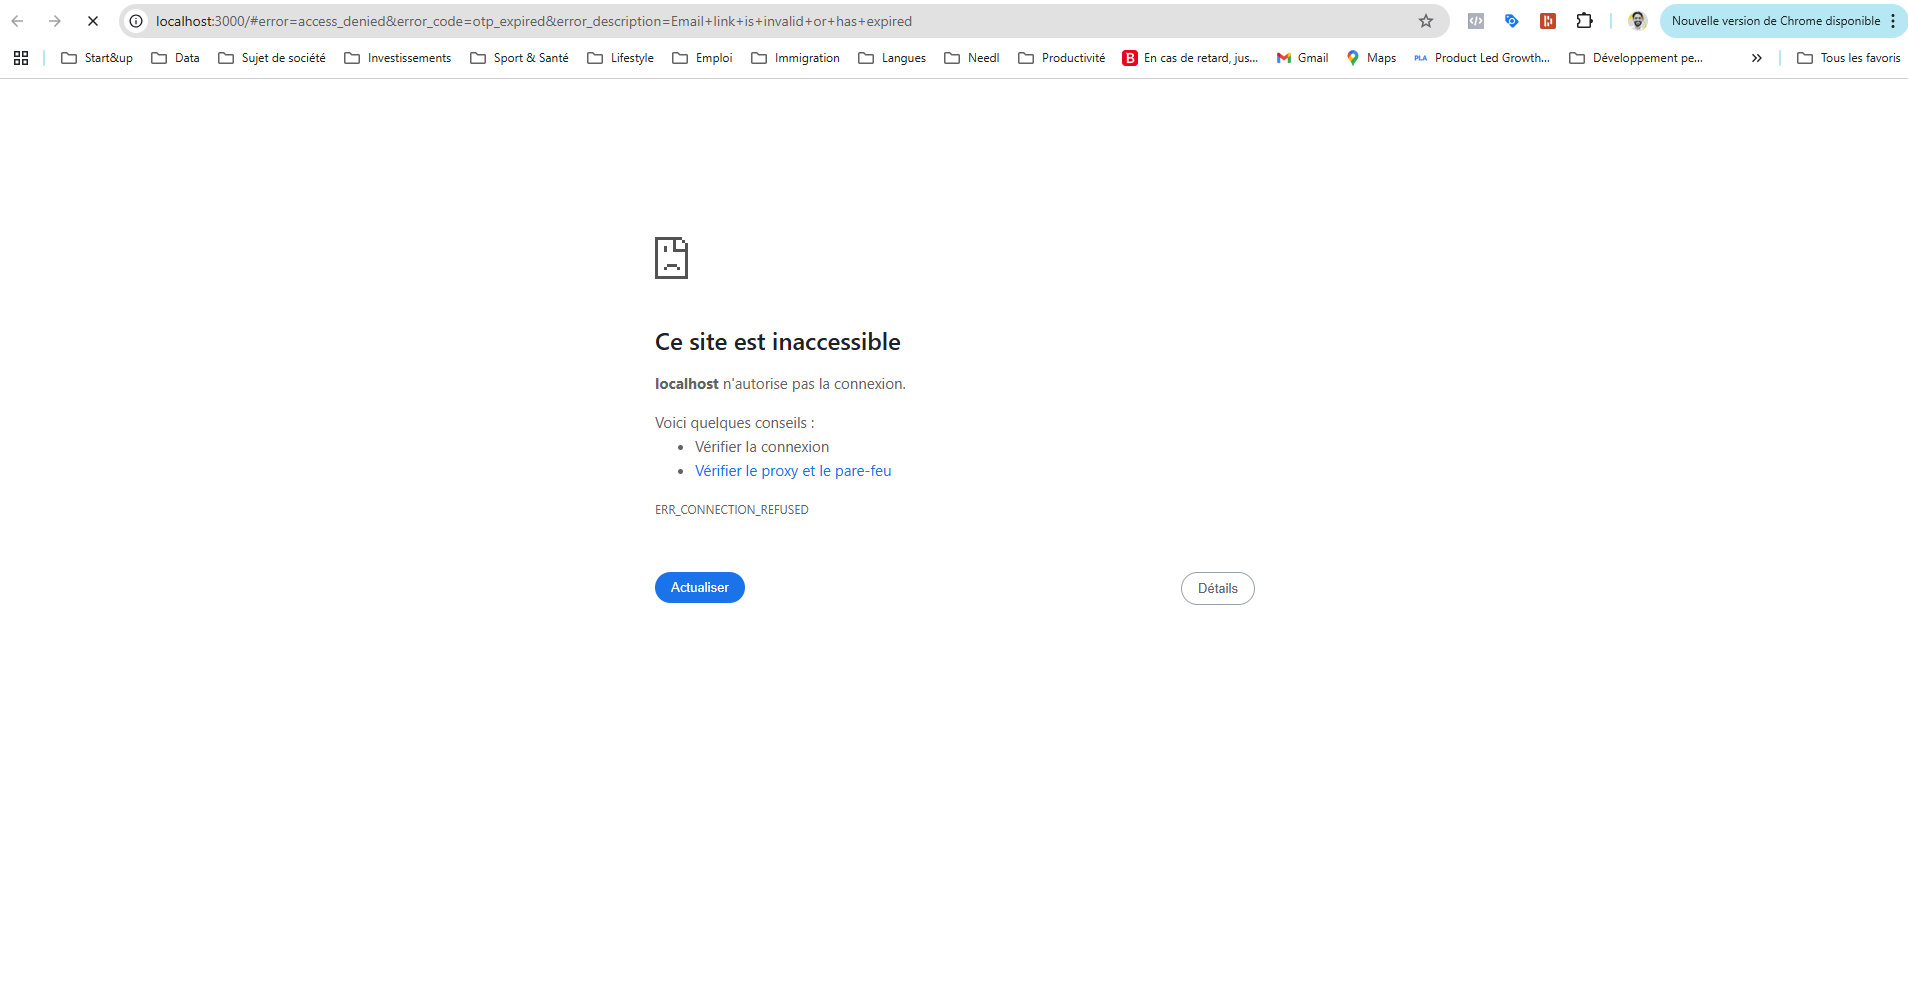 localhost:3000/#error=access_denied&error_code=otp_expired&error_description=Email+link+is+invalid+or+has+expired
Nouvelle version de Chrome disponible
Start&up Data Sujet de société Investissements Sport & Santé Lifestyle Emploi Immigration Langues Needl Productivité B En cas de retard, jus... Gmail Maps PLA Product Led Growth... Développement pe... Tous les favoris
Ce site est inaccessible
localhost n'autorise pas la connexion.
Voici quelques conseils :
Vérifier la connexion
Vérifier le proxy et le pare-feu
ERR_CONNECTION_REFUSED
Actualiser
Détails